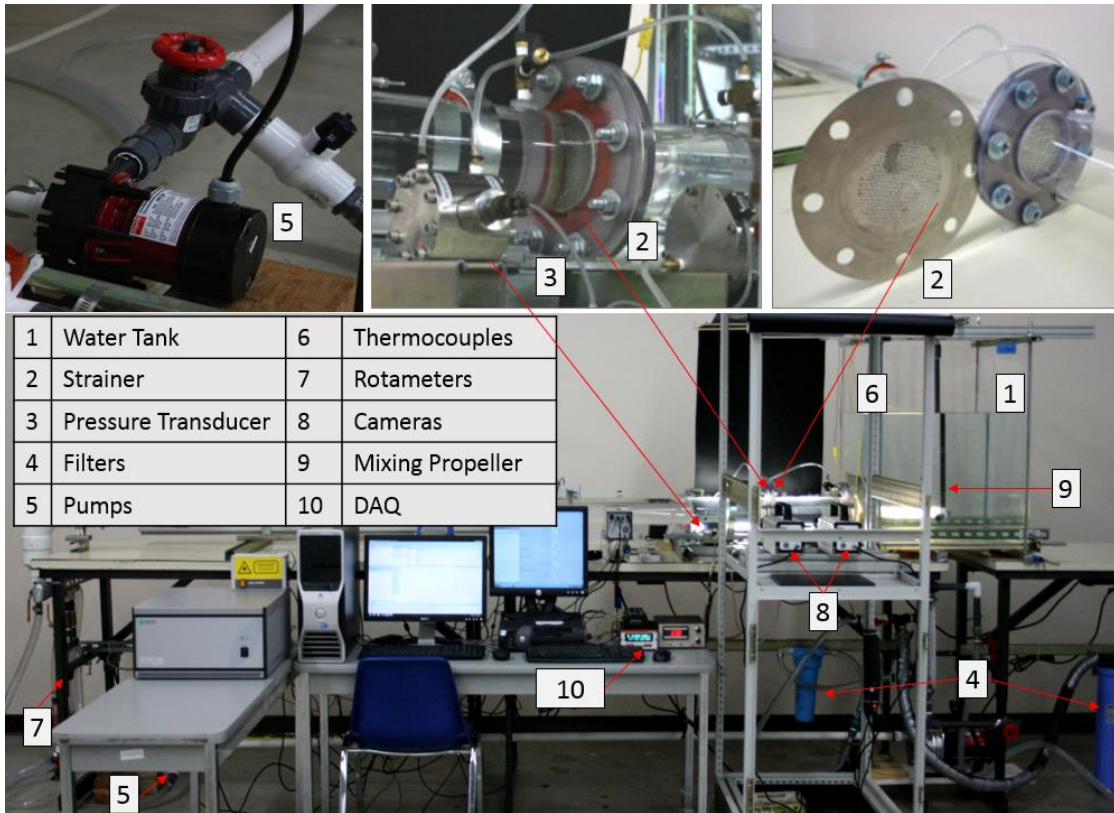 5
3
2
2
1 Water Tank 6 Thermocouples
2 Strainer 7 Rotameters
3 Pressure Transducer 8 Cameras
4 Filters 9 Mixing Propeller
5 Pumps 10 DAQ
6
1
9
8
4
10
7
5